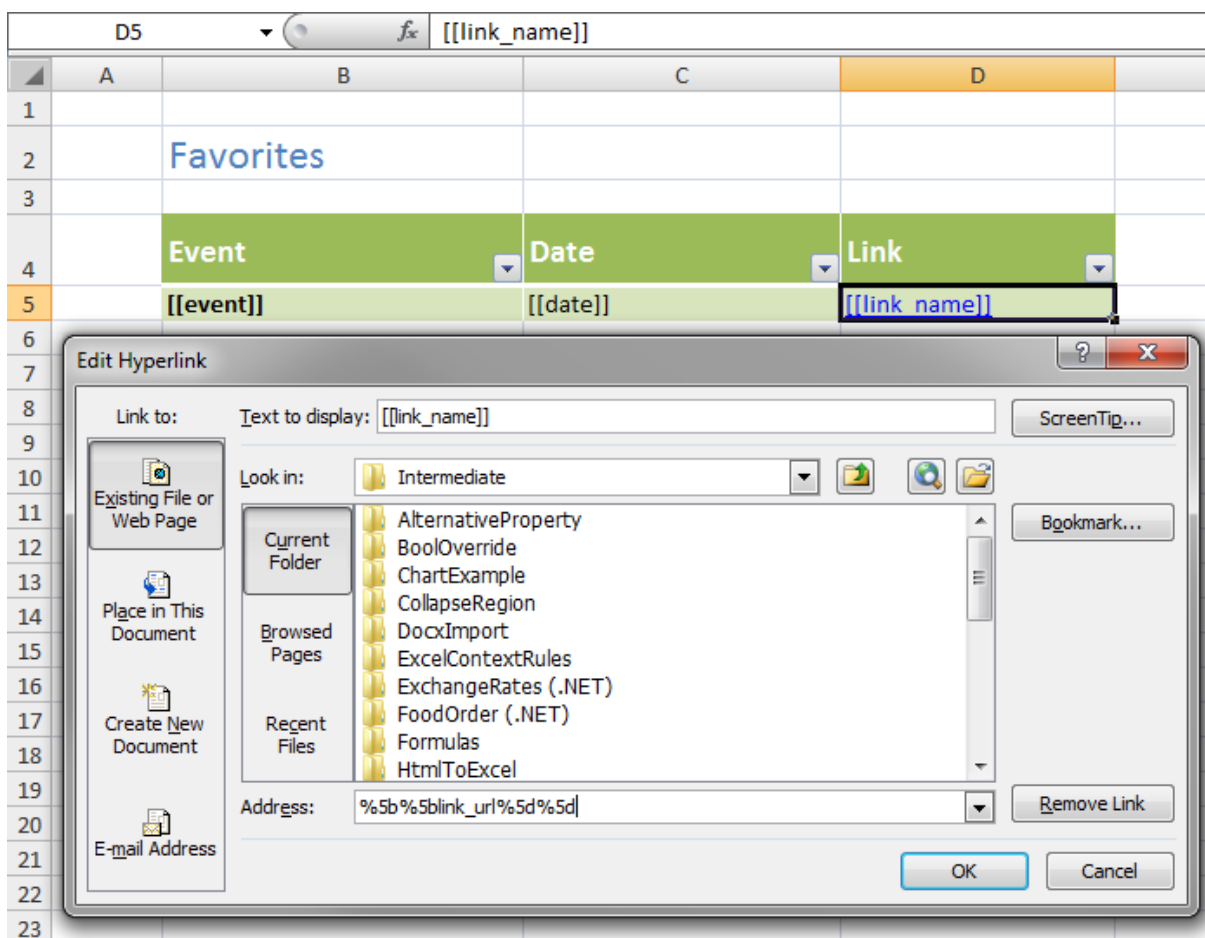 D5 fx [[link_name]]
A B C D
1
2 Favorites
3
4 Event Date Link
5 [[event]] [[date]] [[link_name]]
6
7
8
9
10
11
12
13
14
15
16
17
18
19
20
21
22
23
Edit Hyperlink ?
Link to: Text to display: [[link_name]] ScreenTip...
Look in: Intermediate
Existing File or
Web Page
Place in This
Document
Create New
Document
E-mail Address
Current
Folder
Browsed
Pages
Recent
Files
AlternativeProperty
BoolOverride
ChartExample
CollapseRegion
DocxImport
ExcelContextRules
ExchangeRates (.NET)
FoodOrder (.NET)
Formulas
HtmlToExcel
Bookmark...
Address: %5b%5blink_url%5d%5d Remove Link
OK Cancel